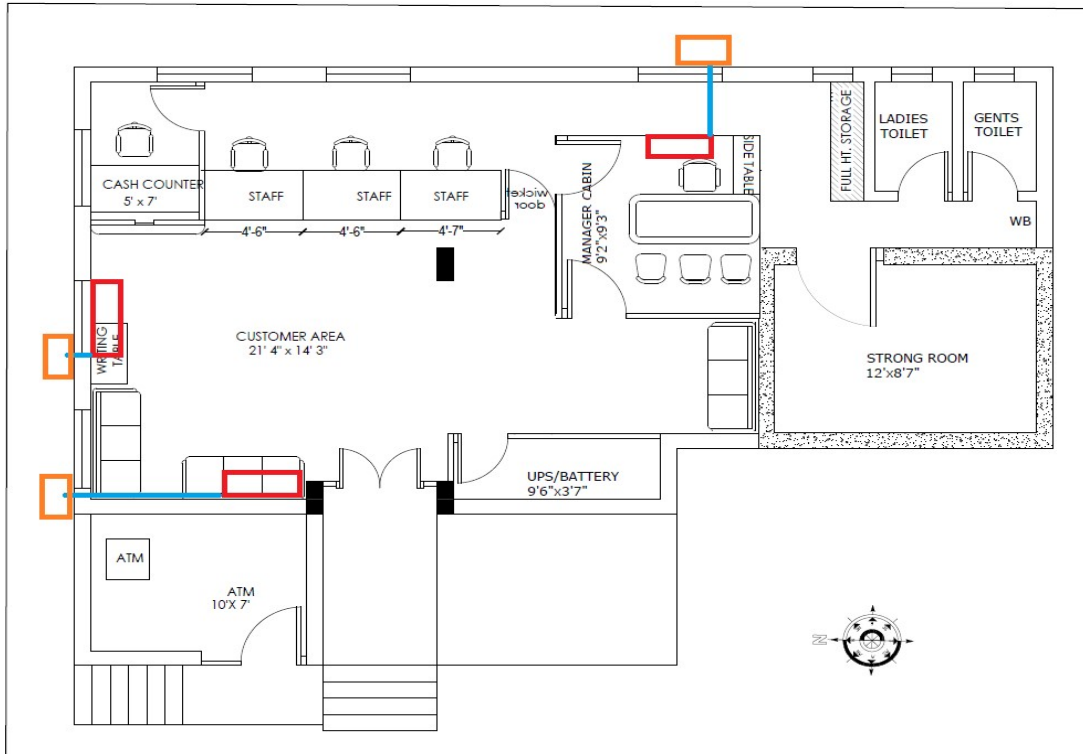 LADIES
TOILET
GENTS
TOILET
FULL HT. STORAGE
SIDE TABLE
CASH COUNTER
5' x 7'
STAFF
STAFF
STAFF
wicket
door
MANAGER CABIN
9'2"x9'3"
WB
4'-6"
4'-6"
4'-7"
WRITING
TABLE
CUSTOMER AREA
21' 4" x 14' 3"
STRONG ROOM
12'x8'7"
UPS/BATTERY
9'6"x3'7"
ATM
ATM
10'X 7'
N